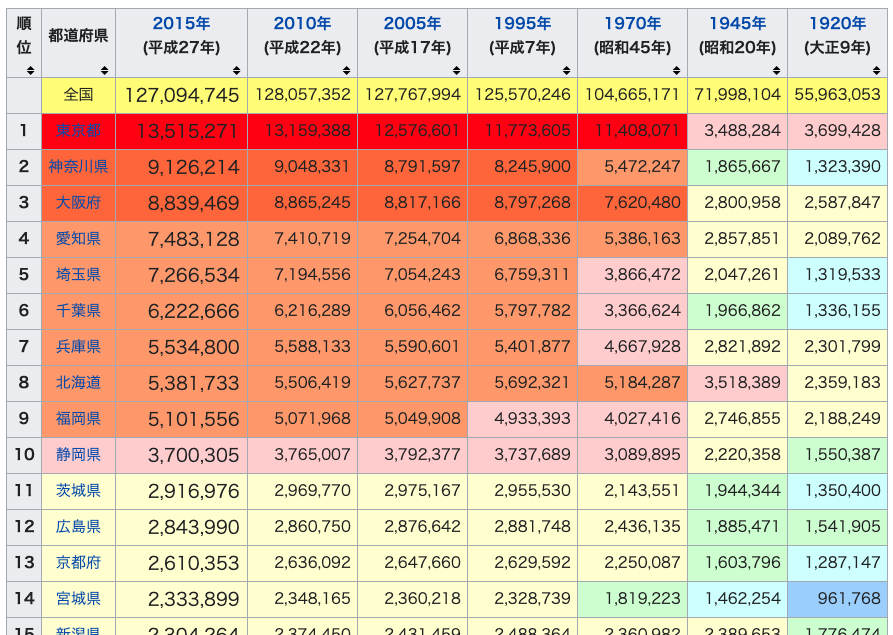 順位 都道府県 2015年 (平成27年) 2010年 (平成22年) 2005年 (平成17年) 1995年 (平成7年) 1970年 (昭和45年) 1945年 (昭和20年) 1920年 (大正9年)
全国 127,094,745 128,057,352 127,767,994 125,570,246 104,665,171 71,998,104 55,963,053
1 東京都 13,515,271 13,159,388 12,576,601 11,773,605 11,408,071 3,488,284 3,699,428
2 神奈川県 9,126,214 9,048,331 8,791,597 8,245,900 5,472,247 1,865,667 1,323,390
3 大阪府 8,839,469 8,865,245 8,817,166 8,797,268 7,620,480 2,800,958 2,587,847
4 愛知県 7,483,128 7,410,719 7,254,704 6,868,336 5,386,163 2,857,851 2,089,762
5 埼玉県 7,266,534 7,194,556 7,054,243 6,759,311 3,866,472 2,047,261 1,319,533
6 千葉県 6,222,666 6,216,289 6,056,462 5,797,782 3,366,624 1,966,862 1,336,155
7 兵庫県 5,534,800 5,588,133 5,590,601 5,401,877 4,667,928 2,821,892 2,301,799
8 北海道 5,381,733 5,506,419 5,627,737 5,692,321 5,184,287 3,518,389 2,359,183
9 福岡県 5,101,556 5,071,968 5,049,908 4,933,393 4,027,416 2,746,855 2,188,249
10 静岡県 3,700,305 3,765,007 3,792,377 3,737,689 3,089,895 2,220,358 1,550,387
11 茨城県 2,916,976 2,969,770 2,975,167 2,955,530 2,143,551 1,944,344 1,350,400
12 広島県 2,843,990 2,860,750 2,876,642 2,881,748 2,436,135 1,885,471 1,541,905
13 京都府 2,610,353 2,636,092 2,647,660 2,629,592 2,250,087 1,603,796 1,287,147
14 宮城県 2,333,899 2,348,165 2,360,218 2,328,739 1,819,223 1,462,254 961,768
15 新潟県 2,304,264 2,374,450 2,431,459 2,488,364 2,360,982 2,389,653 1,776,474